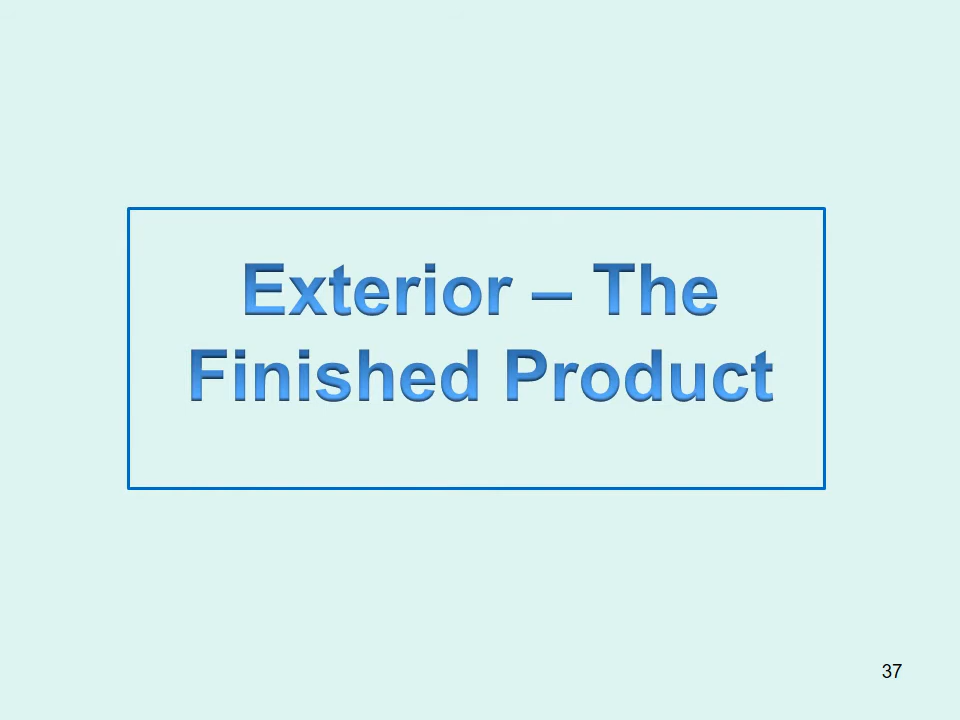 Exterior – The
Finished Product
37